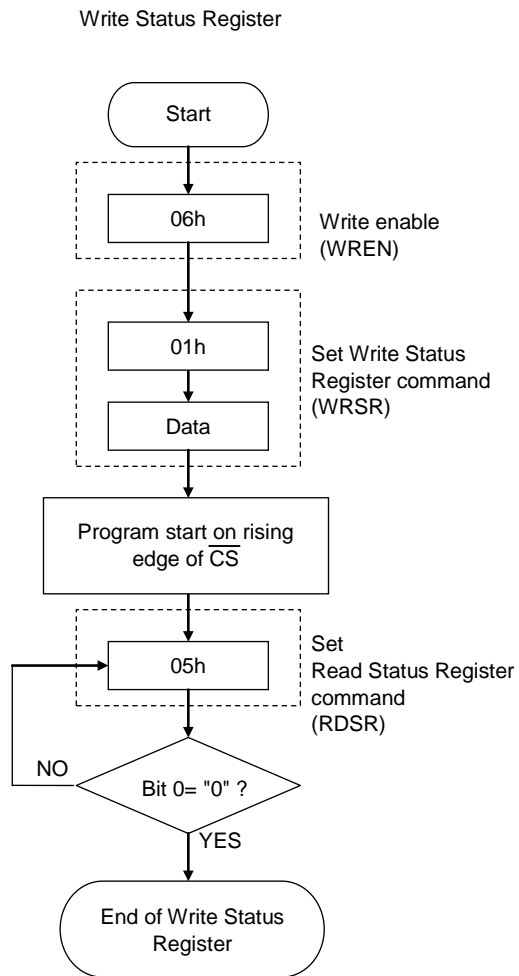 Write Status Register
Start
06h
Write enable
(WREN)
01h
Set Write Status
Register command
(WRSR)
Data
Program start on rising
edge of C̅S̅
05h
Set
Read Status Register
command
(RDSR)
NO
Bit 0= "0" ?
YES
End of Write Status
Register